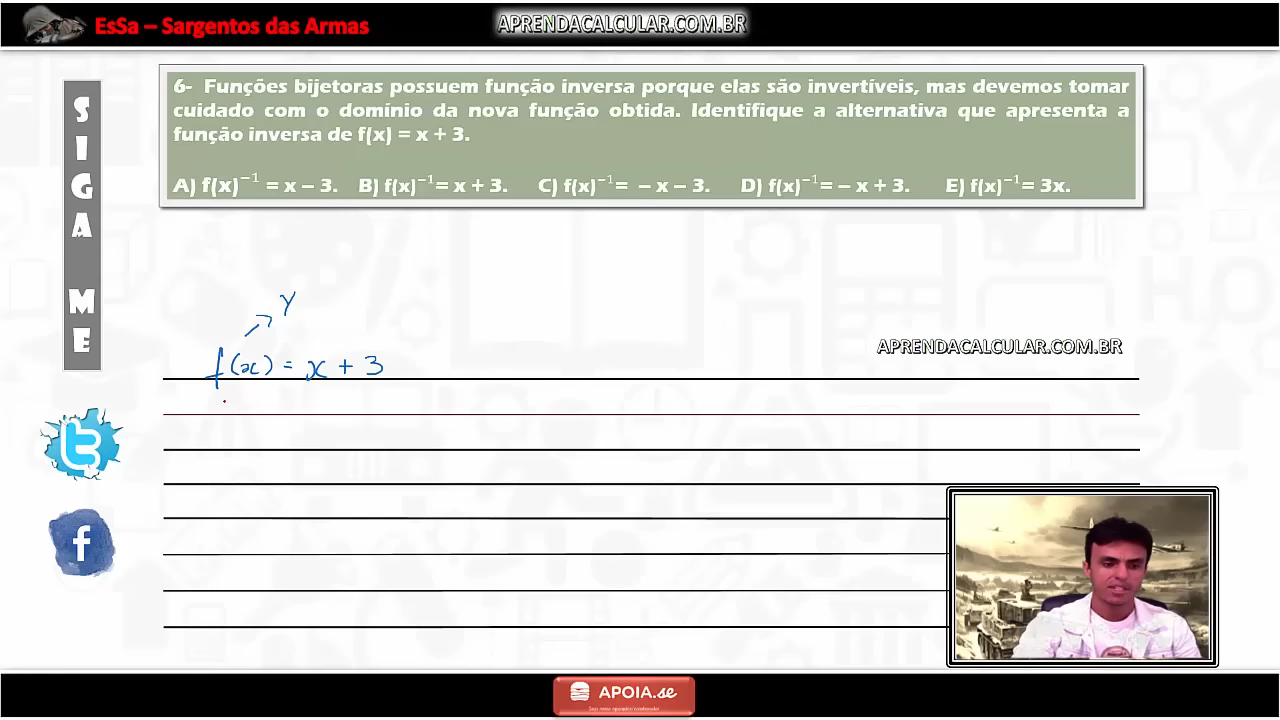 EsSa – Sargentos das Armas
APRENDACALCULAR.COM.BR
SIGA ME
6- Funções bijetoras possuem função inversa porque elas são invertíveis, mas devemos tomar
cuidado com o domínio da nova função obtida. Identifique a alternativa que apresenta a
função inversa de f(x) = x + 3.
A) f(x)⁻¹ = x – 3. B) f(x)⁻¹= x + 3. C) f(x)⁻¹= – x – 3. D) f(x)⁻¹= – x + 3. E) f(x)⁻¹= 3x.
Y
f(x) = x + 3
APRENDACALCULAR.COM.BR
APOIA.se